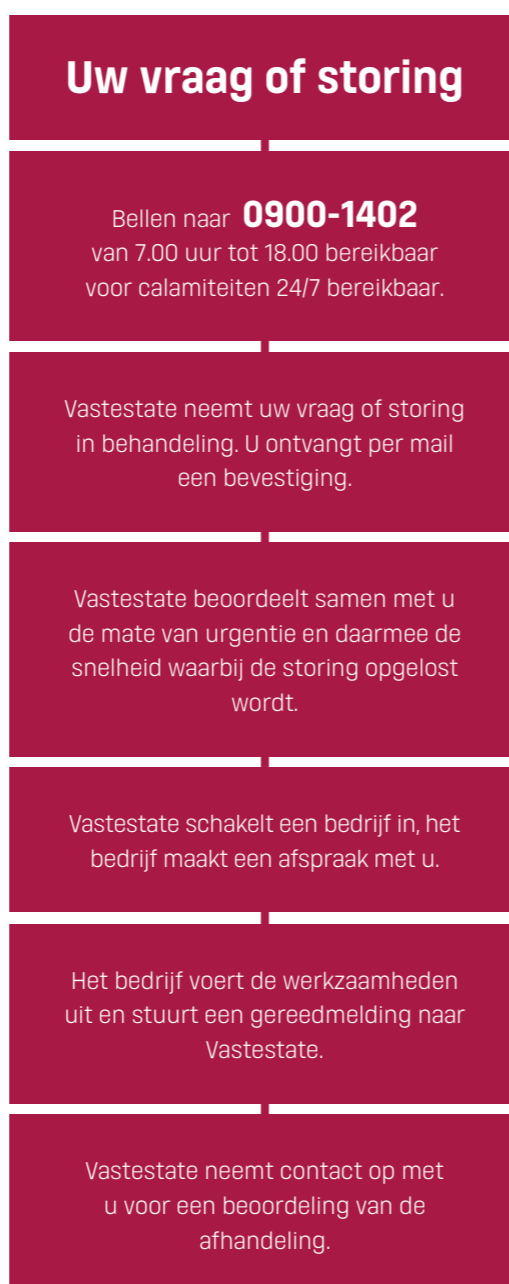 Uw vraag of storing
Bellen naar 0900-1402
van 7.00 uur tot 18.00 bereikbaar
voor calamiteiten 24/7 bereikbaar.
Vastestate neemt uw vraag of storing
in behandeling. U ontvangt per mail
een bevestiging.
Vastestate beoordeelt samen met u
de mate van urgentie en daarmee de
snelheid waarbij de storing opgelost
wordt.
Vastestate schakelt een bedrijf in, het
bedrijf maakt een afspraak met u.
Het bedrijf voert de werkzaamheden
uit en stuurt een gereedmelding naar
Vastestate.
Vastestate neemt contact op met
u voor een beoordeling van de
afhandeling.